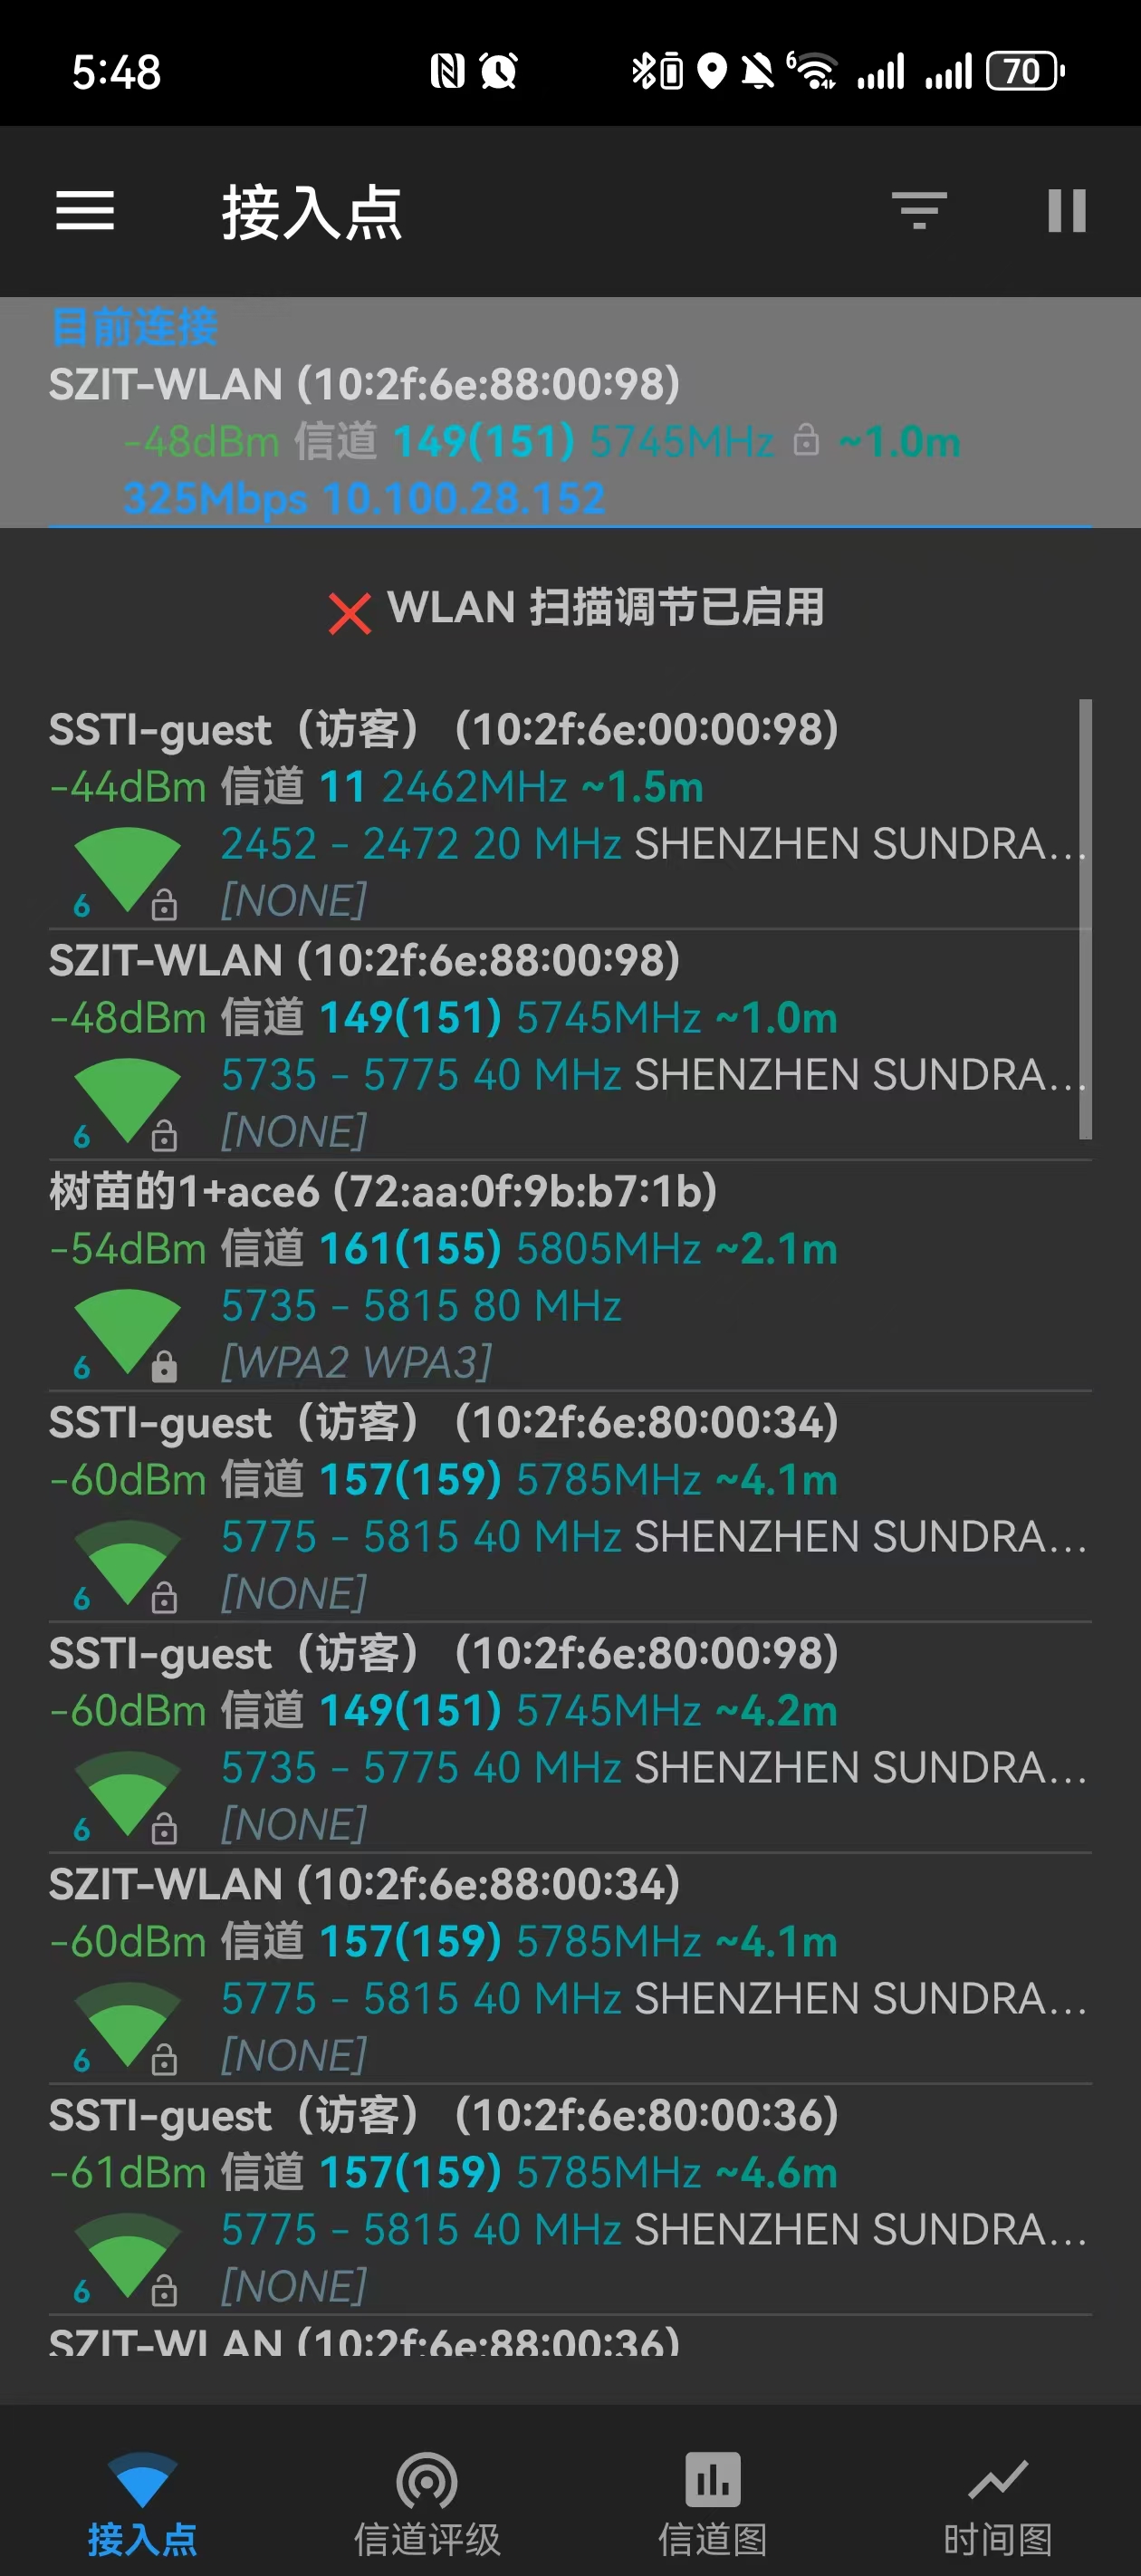 5:48
6
70
接入点
目前连接
SZIT-WLAN (10:2f:6e:88:00:98)
-48dBm 信道 149(151) 5745MHz ~1.0m
325Mbps 10.100.28.152
WLAN 扫描调节已启用
SSTI-guest（访客） (10:2f:6e:00:00:98)
-44dBm 信道 11 2462MHz ~1.5m
2452 - 2472 20 MHz SHENZHEN SUNDRA...
6 [NONE]
SZIT-WLAN (10:2f:6e:88:00:98)
-48dBm 信道 149(151) 5745MHz ~1.0m
5735 - 5775 40 MHz SHENZHEN SUNDRA...
6 [NONE]
树苗的1+ace6 (72:aa:0f:9b:b7:1b)
-54dBm 信道 161(155) 5805MHz ~2.1m
5735 - 5815 80 MHz
6 [WPA2 WPA3]
SSTI-guest（访客） (10:2f:6e:80:00:34)
-60dBm 信道 157(159) 5785MHz ~4.1m
5775 - 5815 40 MHz SHENZHEN SUNDRA...
6 [NONE]
SSTI-guest（访客） (10:2f:6e:80:00:98)
-60dBm 信道 149(151) 5745MHz ~4.2m
5735 - 5775 40 MHz SHENZHEN SUNDRA...
6 [NONE]
SZIT-WLAN (10:2f:6e:88:00:34)
-60dBm 信道 157(159) 5785MHz ~4.1m
5775 - 5815 40 MHz SHENZHEN SUNDRA...
6 [NONE]
SSTI-guest（访客） (10:2f:6e:80:00:36)
-61dBm 信道 157(159) 5785MHz ~4.6m
5775 - 5815 40 MHz SHENZHEN SUNDRA...
6 [NONE]
SZIT-WLAN (10:2f:6e:88:00:36)
接入点 信道评级 信道图 时间图